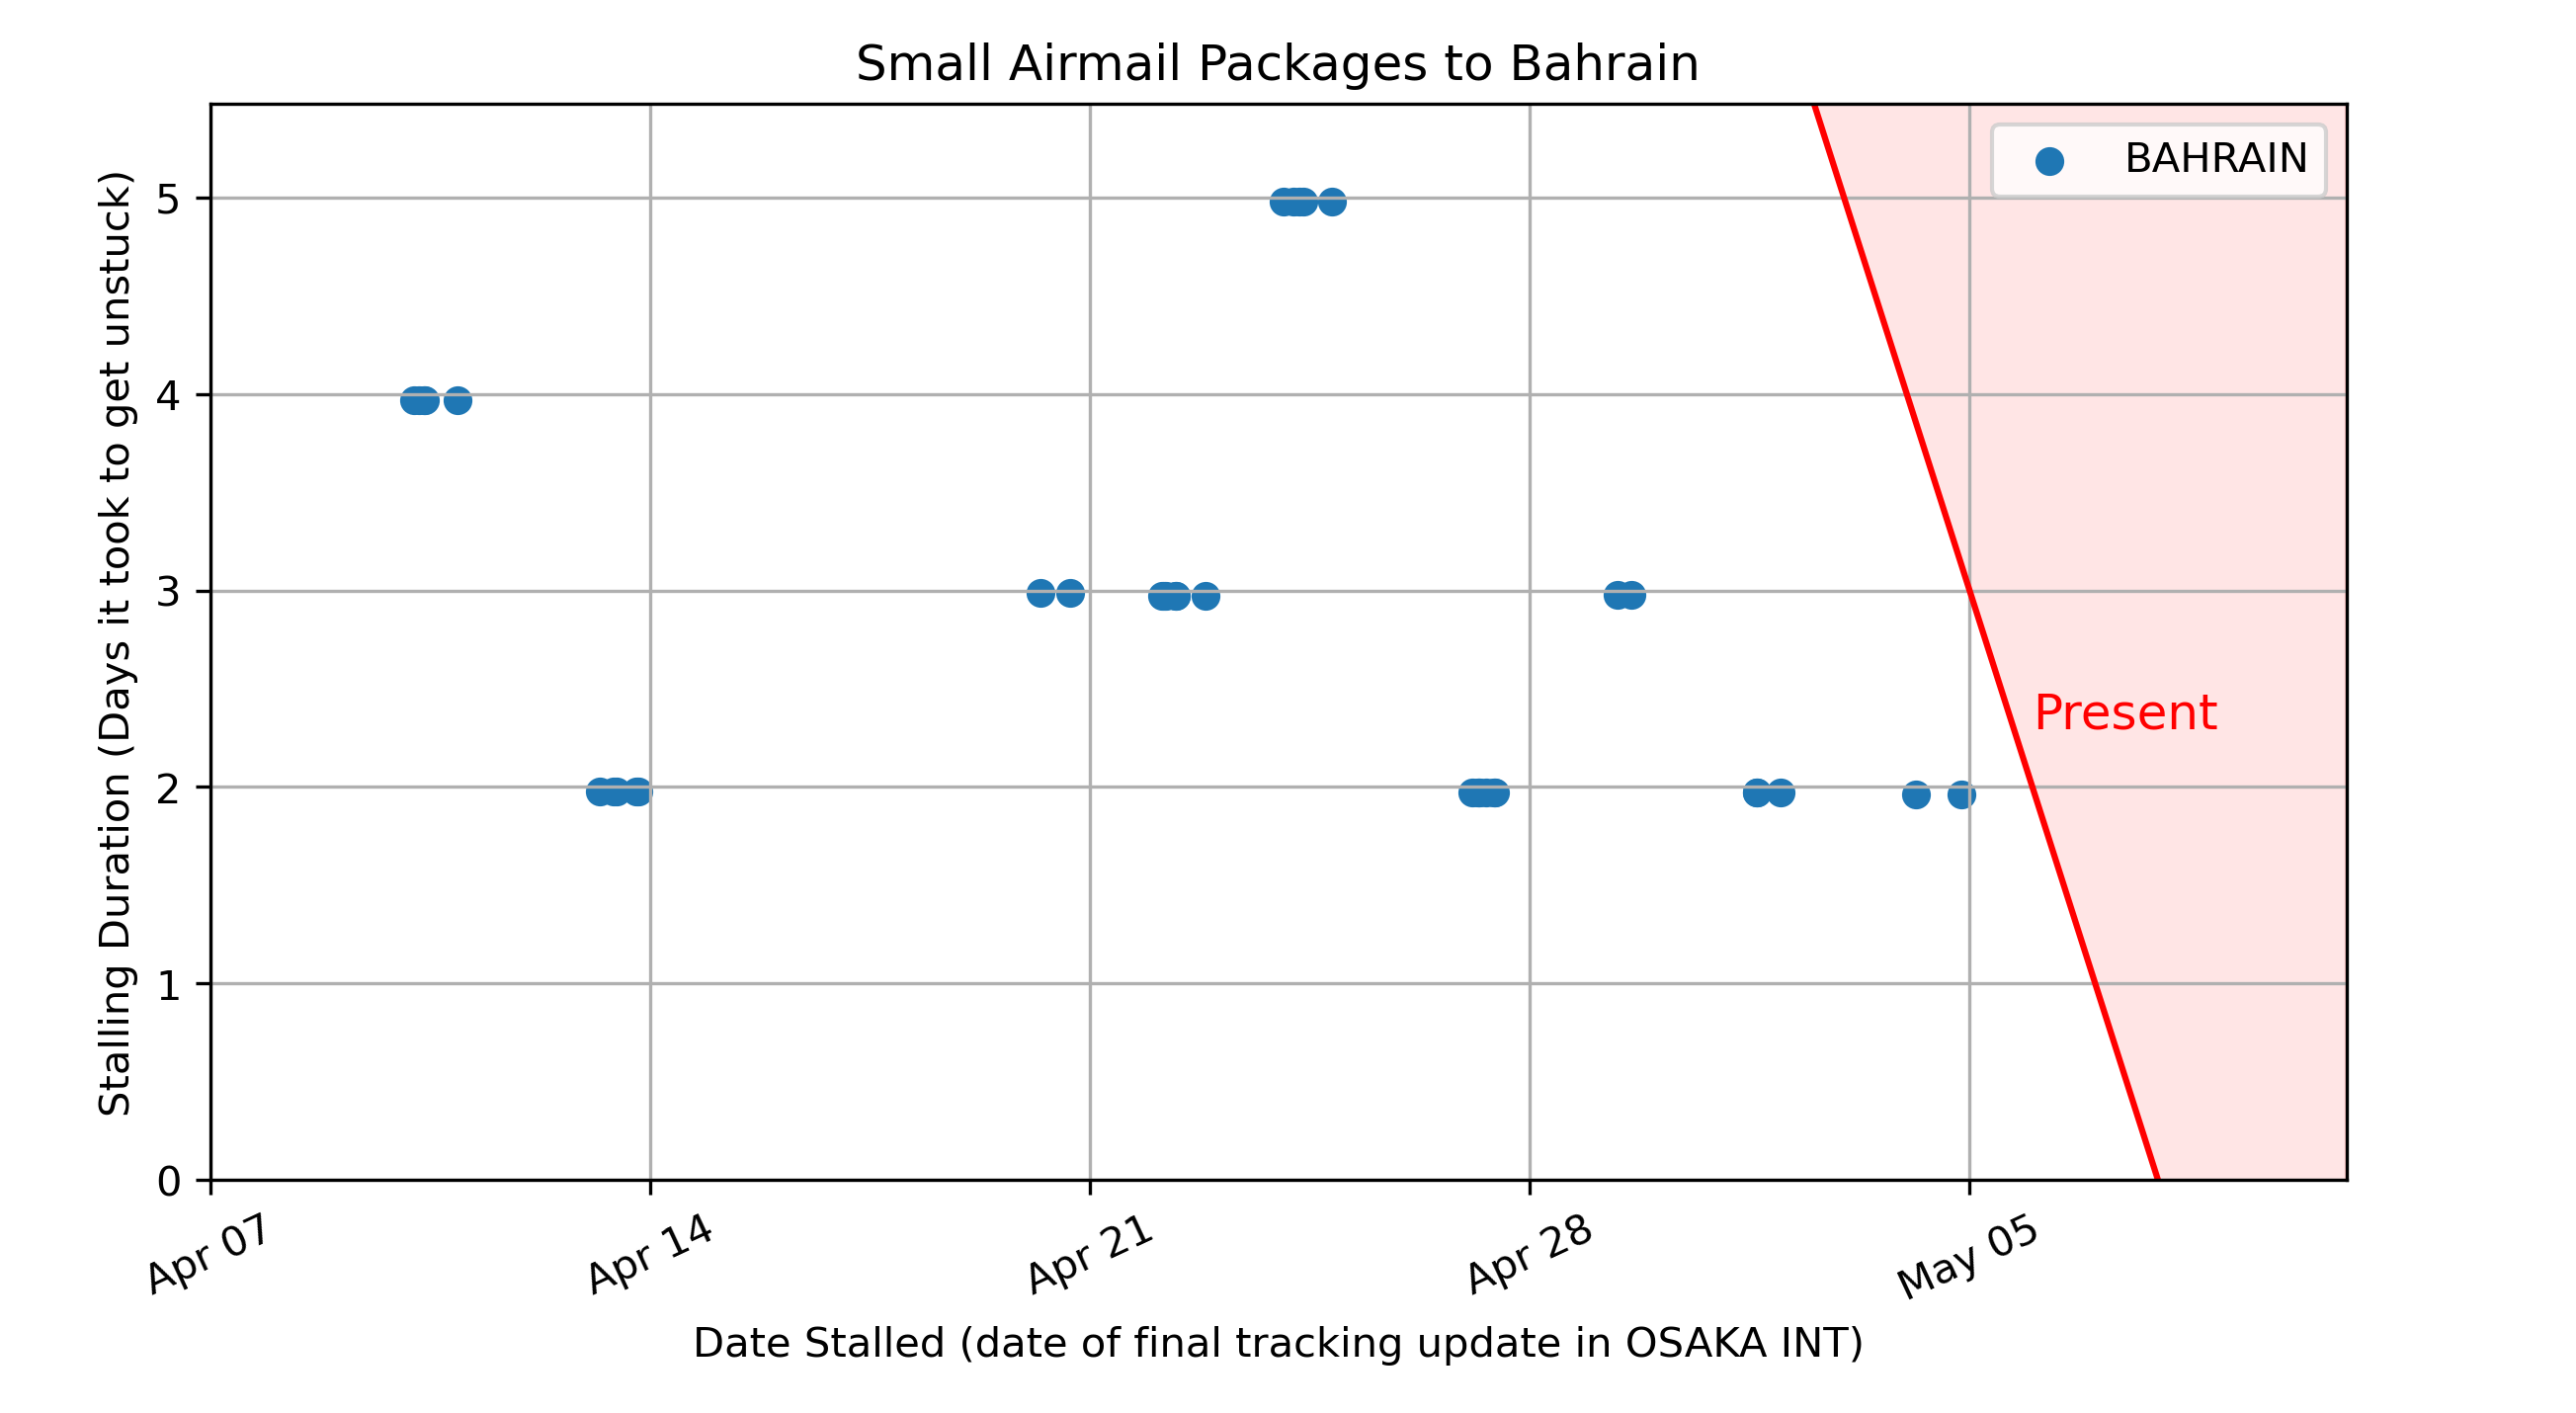 Small Airmail Packages to Bahrain
BAHRAIN
Stalling Duration (Days it took to get unstuck)
5
4
3
2
1
0
Present
Apr 07
Apr 14
Apr 21
Apr 28
May 05
Date Stalled (date of final tracking update in OSAKA INT)